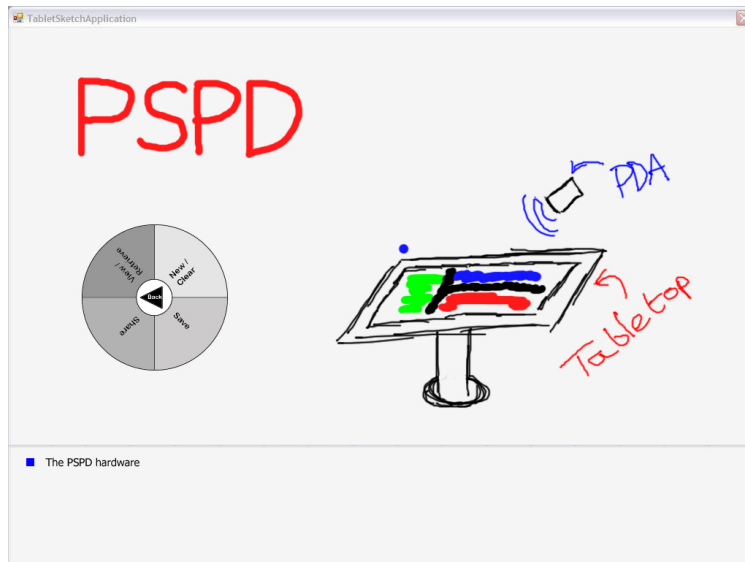 TabletSketchApplication
PSPD
PDA
View /
Retrieve
New /
Clear
Back
Share
Save
Tabletop
The PSPD hardware